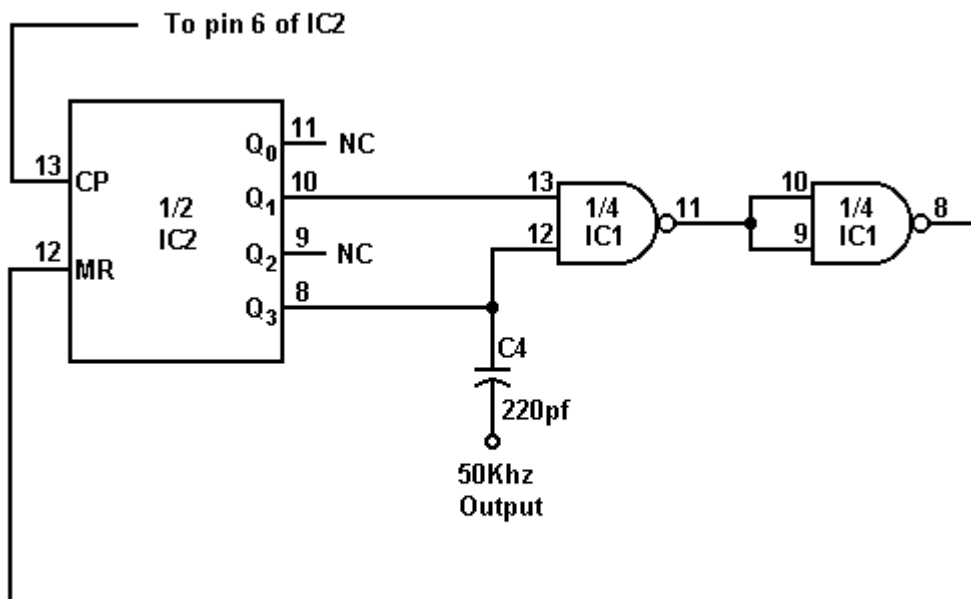 To pin 6 of IC2
13 CP
12 MR
1/2
IC2
Q0 11 NC
Q1 10
Q2 9 NC
Q3 8
13
12
1/4
IC1
11
10
9
1/4
IC1
8
C4
220pf
50Khz
Output